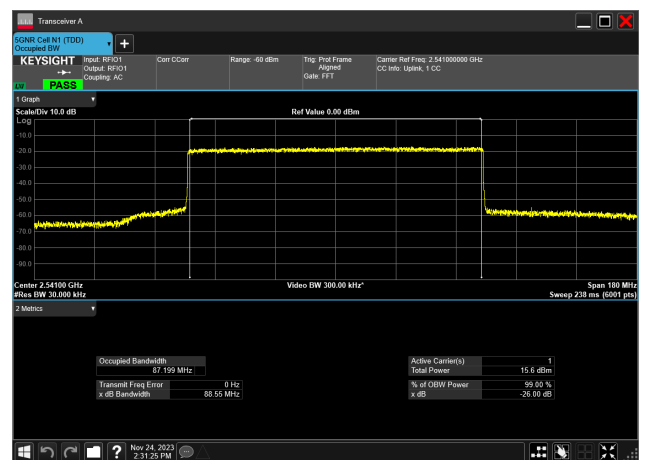 Transceiver A
5GNR Cell N1 (TDD)
Occupied BW
KEYSIGHT
LV PASS
Input: RFIO1
Output: RFIO1
Coupling: AC
Corr CCorr
Range: -60 dBm
Trig: Prot Frame
Aligned
Gate: FFT
Carrier Ref Freq: 2.541000000 GHz
CC Info: Uplink, 1 CC
1 Graph
Scale/Div 10.0 dB
Ref Value 0.00 dBm
Log
-10.0
-20.0
-30.0
-40.0
-50.0
-60.0
-70.0
-80.0
-90.0
Center 2.54100 GHz
Video BW 300.00 kHz^
Span 180 MHz
#Res BW 30.000 kHz
Sweep 238 ms (6001 pts)
2 Metrics
Occupied Bandwidth
87.199 MHz
Transmit Freq Error 0 Hz
x dB Bandwidth 88.55 MHz
Active Carrier(s) 1
Total Power 15.6 dBm
% of OBW Power 99.00 %
x dB -26.00 dB
? Nov 24, 2023
2:31:25 PM